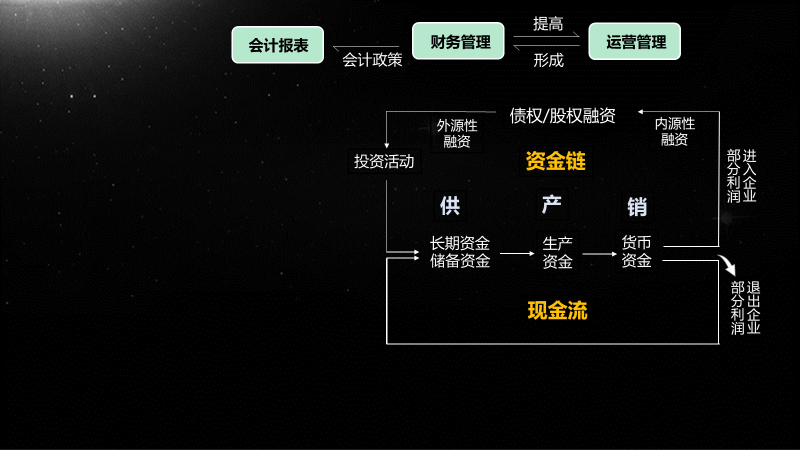 会计报表
会计政策
财务管理
提高
形成
运营管理
债权/股权融资
外源性
融资
内源性
融资
投资活动
资金链
部分利润
进入企业
供
产
销
长期资金
储备资金
生产
资金
货币
资金
部分利润
退出企业
现金流